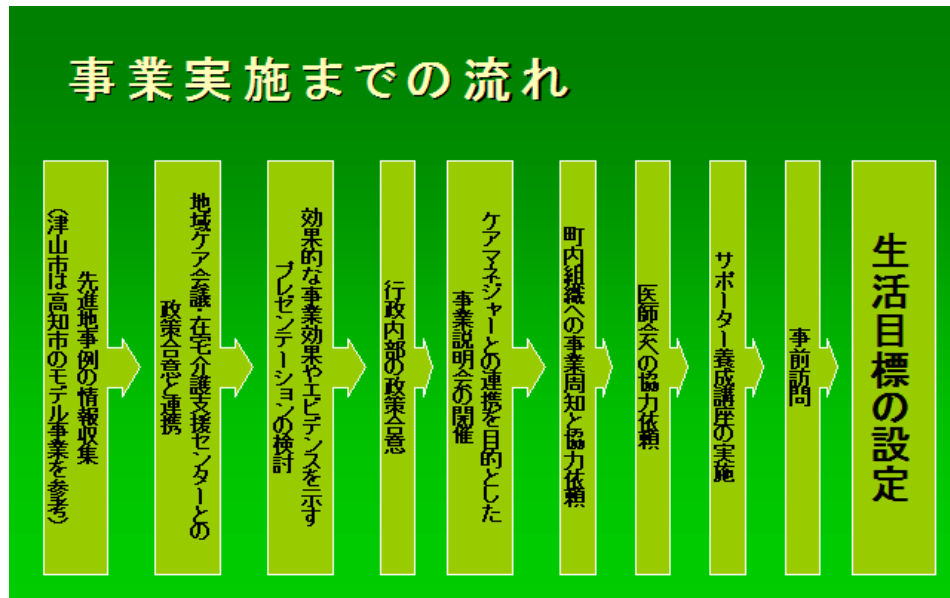 事業実施までの流れ
先進地事例の情報収集
(津山市は高知市のモデル事業を参考)
地域ケア会議・在宅介護支援センターとの
政策合意と連携
効果的な事業効果やエビデンスを示す
プレゼンテーションの検討
行政内部の政策合意
ケアマネジャーとの連携を目的とした
事業説明会の開催
町内組織への事業周知と協力依頼
医師会への協力依頼
サポーター養成講座の実施
事前訪問
生活目標の設定